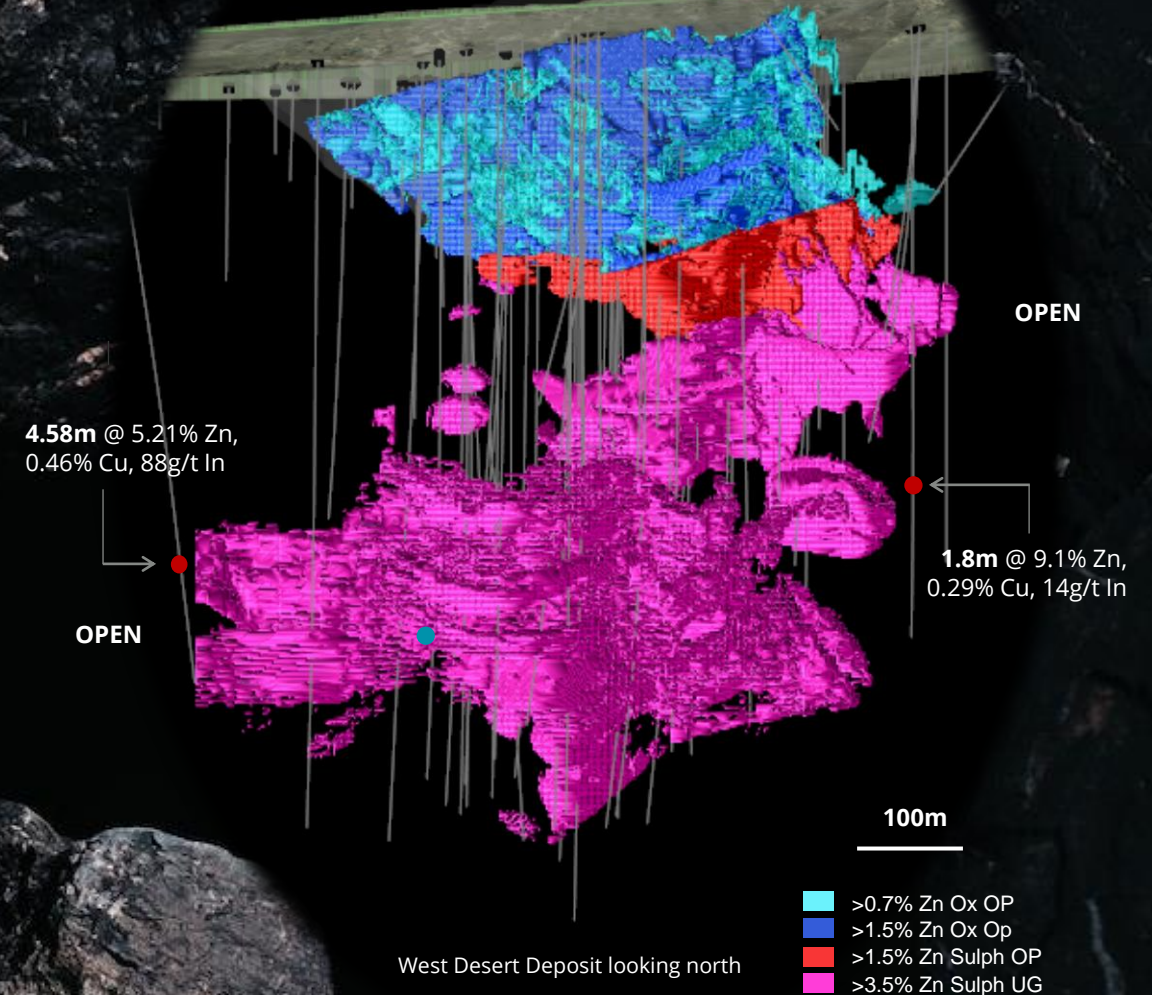 OPEN
4.58m @ 5.21% Zn,
0.46% Cu, 88g/t In
1.8m @ 9.1% Zn,
0.29% Cu, 14g/t In
OPEN
100m
>0.7% Zn Ox OP
>1.5% Zn Ox Op
>1.5% Zn Sulph OP
>3.5% Zn Sulph UG
West Desert Deposit looking north